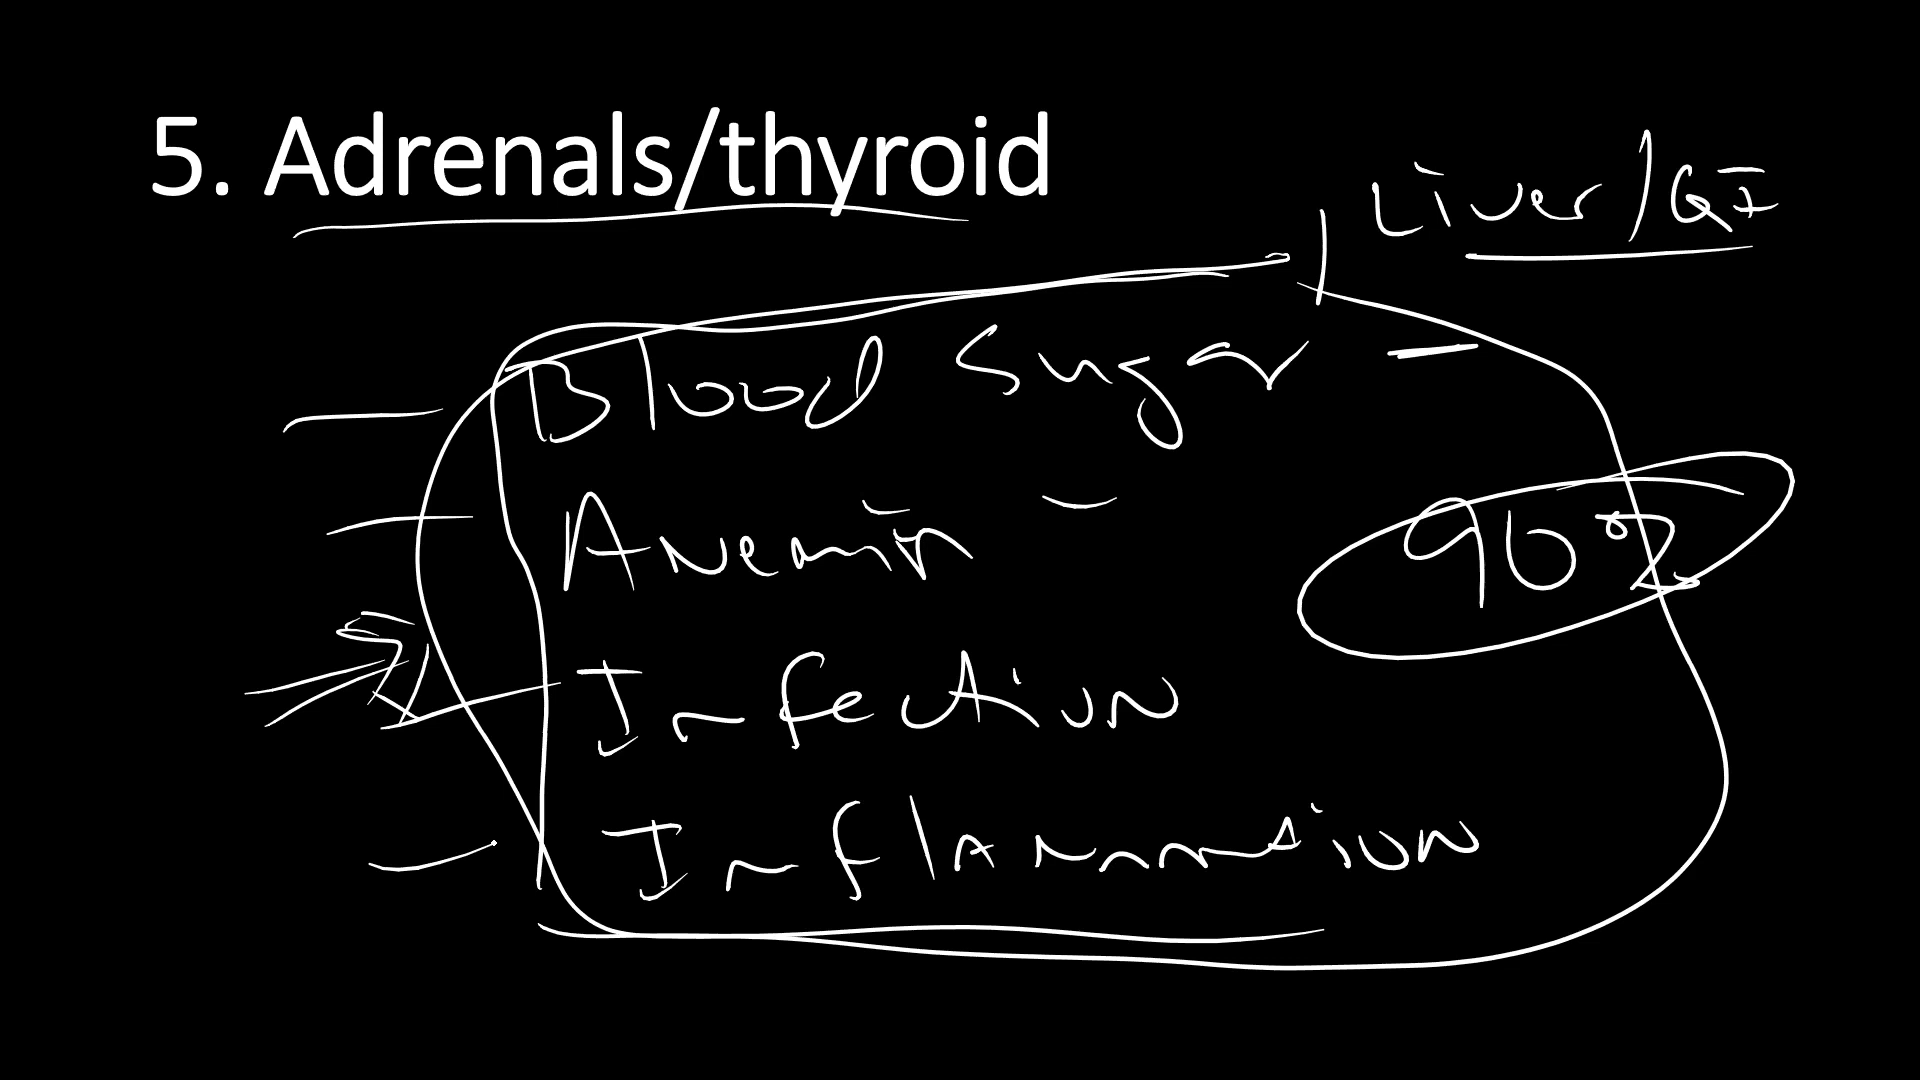 5. Adrenals/thyroid
Liver/GI
Blood Sugar -
Anemia -
90%
Infection
Inflammation